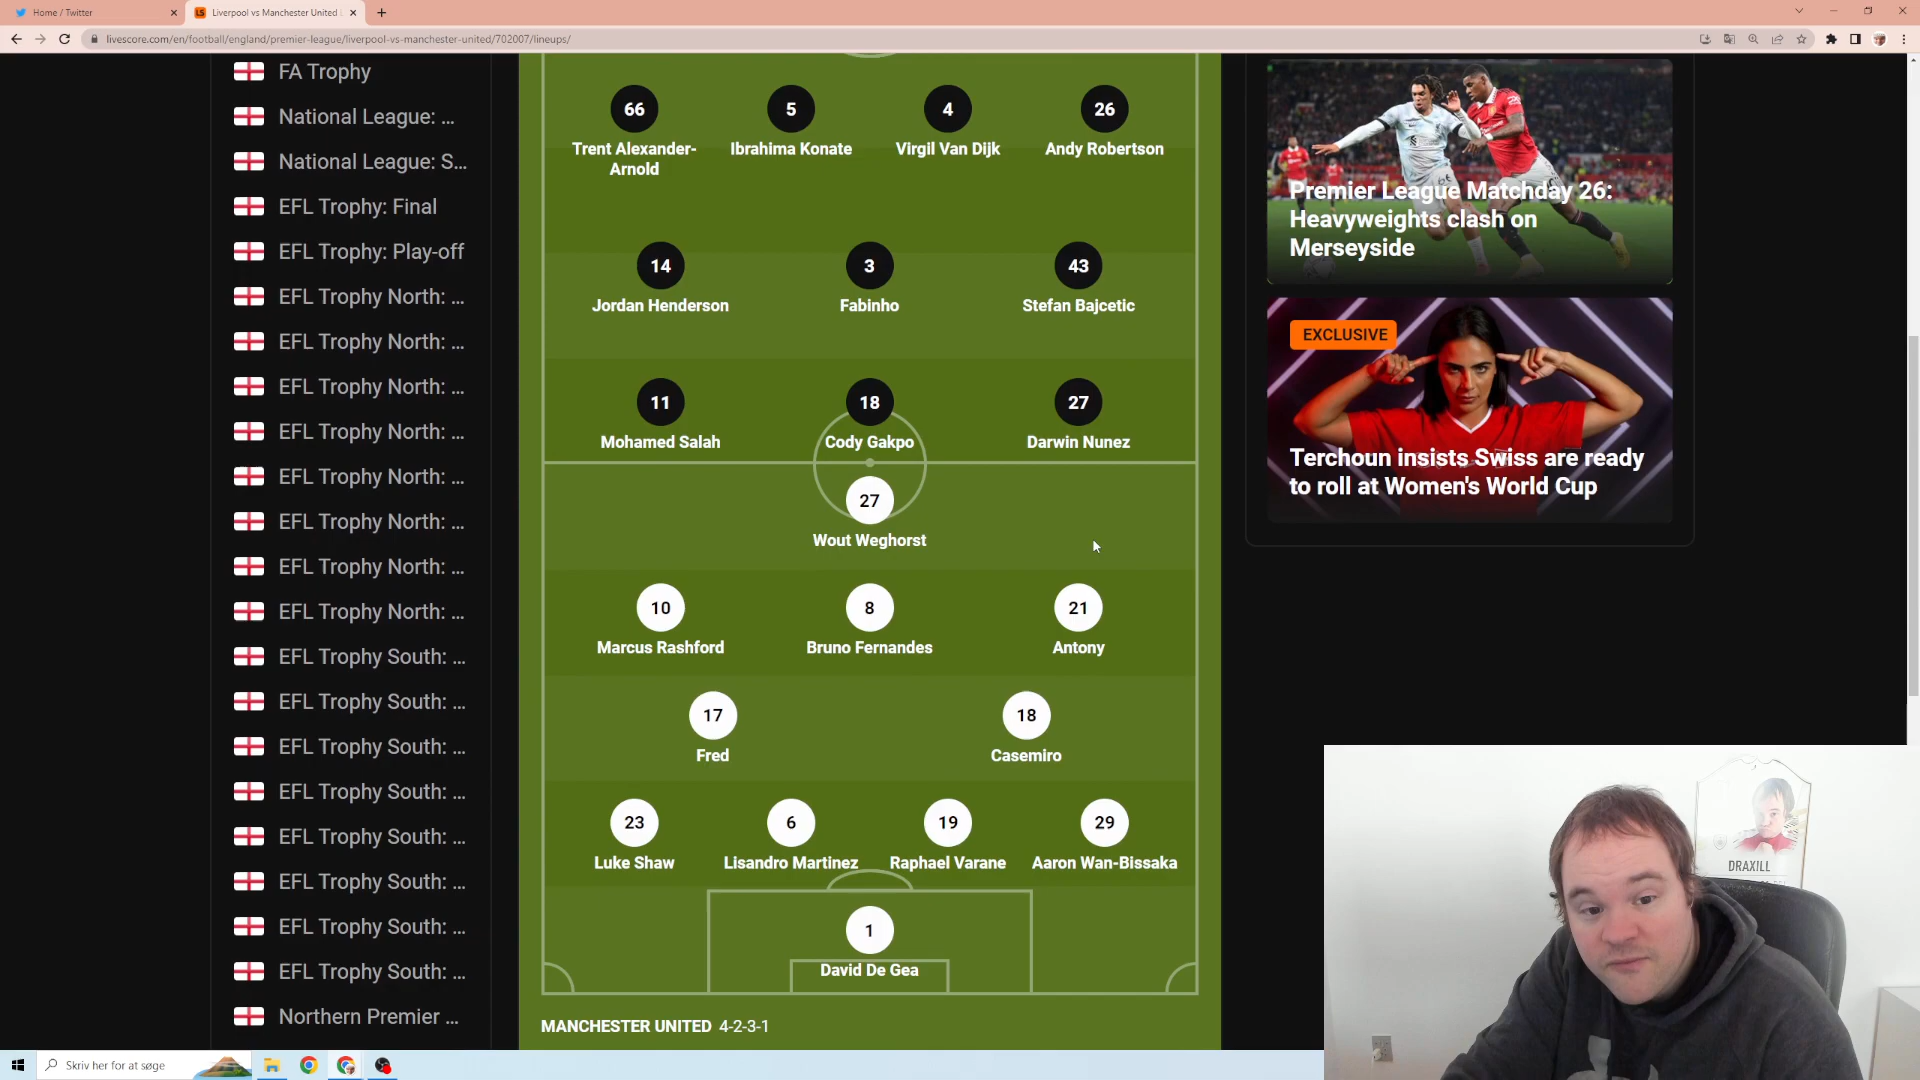 Home / Twitter
Liverpool vs Manchester United
livescore.com/en/football/england/premier-league/liverpool-vs-manchester-united/702007/lineups/
FA Trophy
National League: ...
National League: S...
EFL Trophy: Final
EFL Trophy: Play-off
EFL Trophy North: ...
EFL Trophy North: ...
EFL Trophy North: ...
EFL Trophy North: ...
EFL Trophy North: ...
EFL Trophy North: ...
EFL Trophy North: ...
EFL Trophy North: ...
EFL Trophy South: ...
EFL Trophy South: ...
EFL Trophy South: ...
EFL Trophy South: ...
EFL Trophy South: ...
EFL Trophy South: ...
EFL Trophy South: ...
EFL Trophy South: ...
Northern Premier ...
66 5 4 26
Trent Alexander-
Arnold
Ibrahima Konate
Virgil Van Dijk
Andy Robertson
14 3 43
Jordan Henderson Fabinho Stefan Bajcetic
11 18 27
Mohamed Salah Cody Gakpo Darwin Nunez
27
Wout Weghorst
10 8 21
Marcus Rashford Bruno Fernandes Antony
17 18
Fred Casemiro
23 6 19 29
Luke Shaw Lisandro Martinez Raphael Varane Aaron Wan-Bissaka
1
David De Gea
MANCHESTER UNITED 4-2-3-1
Premier League Matchday 26:
Heavyweights clash on
Merseyside
EXCLUSIVE
Terchoun insists Swiss are ready
to roll at Women's World Cup
DRAXILL
Skriv her for at søge